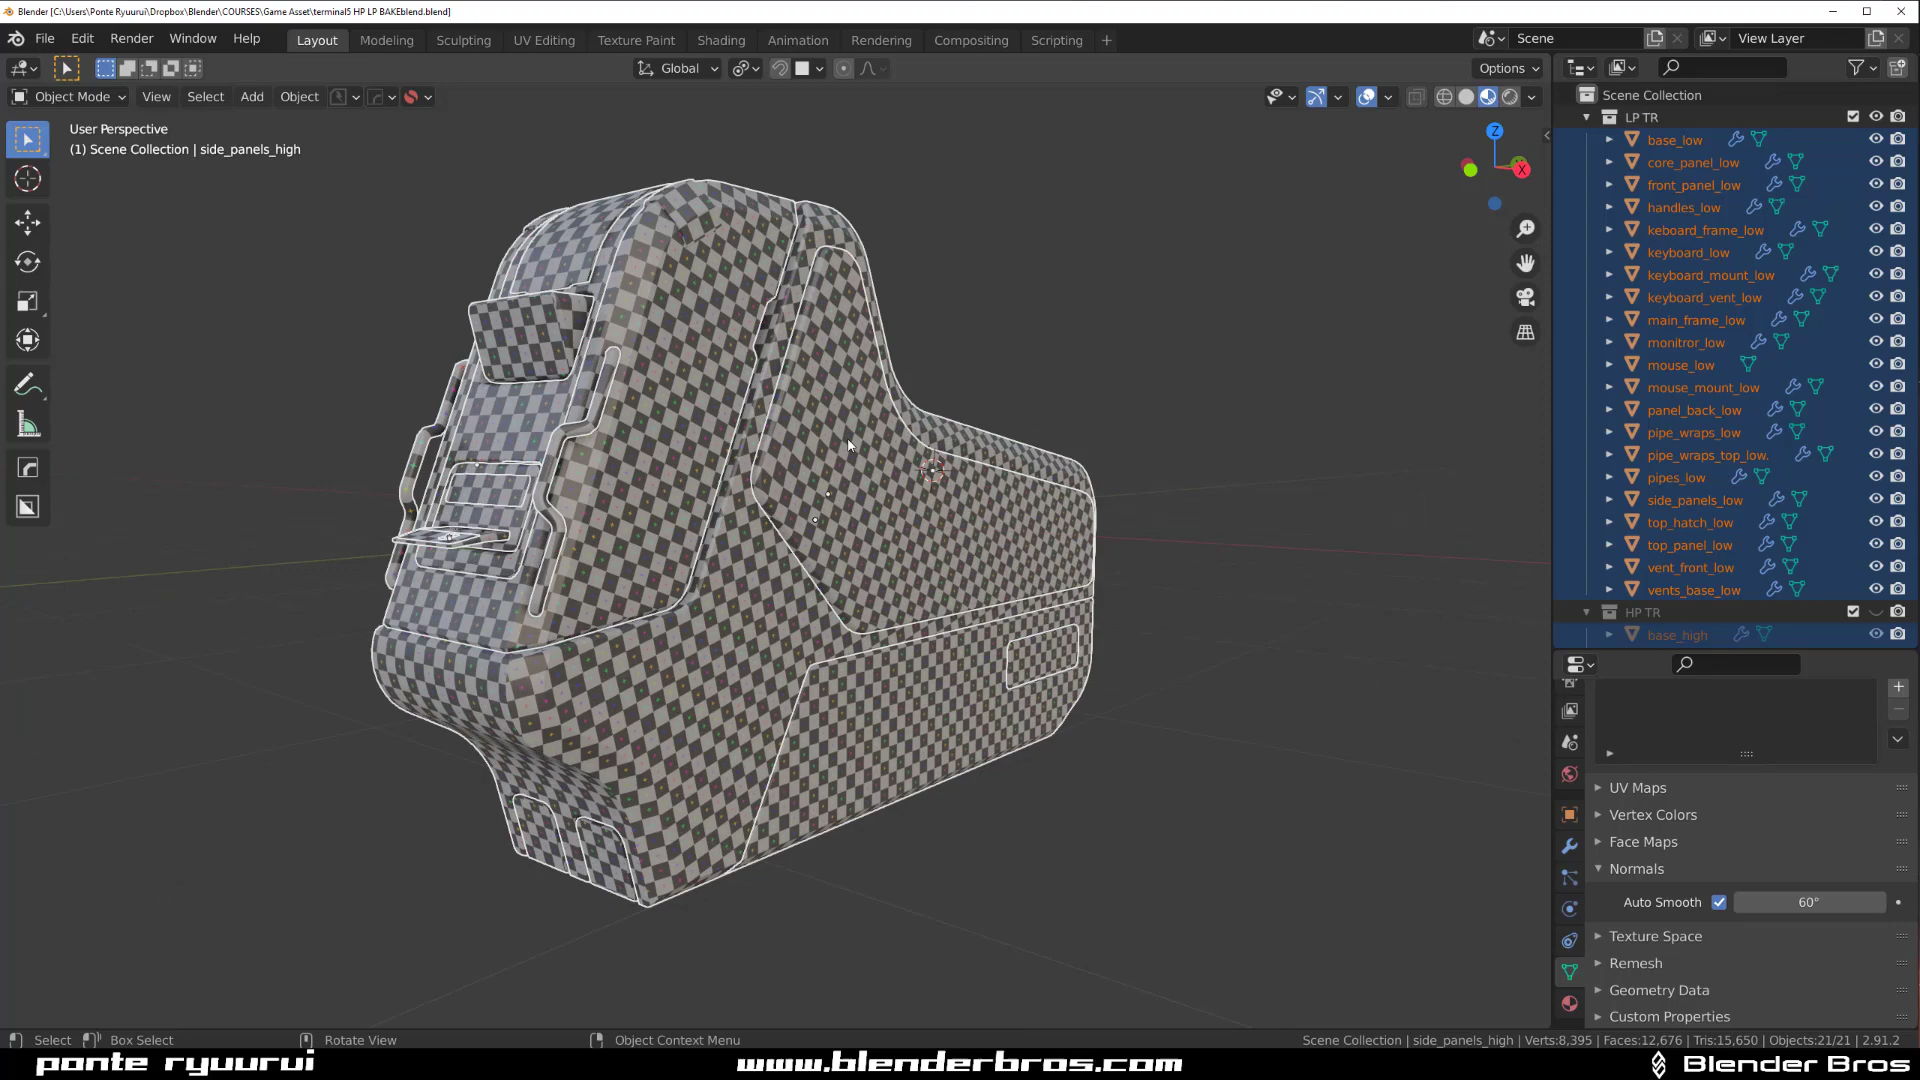 Blender [C:\Users\Ponte Ryuurui\Dropbox\Blender\COURSES\Game Asset\terminal5 HP LP BAKEblend.blend]
File Edit Render Window Help Layout Modeling Sculpting UV Editing Texture Paint Shading Animation Rendering Compositing Scripting + Scene View Layer
Global Options
Object Mode View Select Add Object
User Perspective
(1) Scene Collection | side_panels_high
Z
X
Scene Collection
LP TR
base_low
core_panel_low
front_panel_low
handles_low
keboard_frame_low
keyboard_low
keyboard_mount_low
keyboard_vent_low
main_frame_low
monitror_low
mouse_low
mouse_mount_low
panel_back_low
pipe_wraps_low
pipe_wraps_top_low.
pipes_low
side_panels_low
top_hatch_low
top_panel_low
vent_front_low
vents_base_low
HP TR
base_high
UV Maps
Vertex Colors
Face Maps
Normals
Auto Smooth 60°
Texture Space
Remesh
Geometry Data
Custom Properties
Select Box Select Rotate View Object Context Menu Scene Collection | side_panels_high | Verts:8,395 | Faces:12,676 | Tris:15,650 | Objects:21/21 | 2.91.2
ponte ryuurui www.blenderbros.com Blender Bros